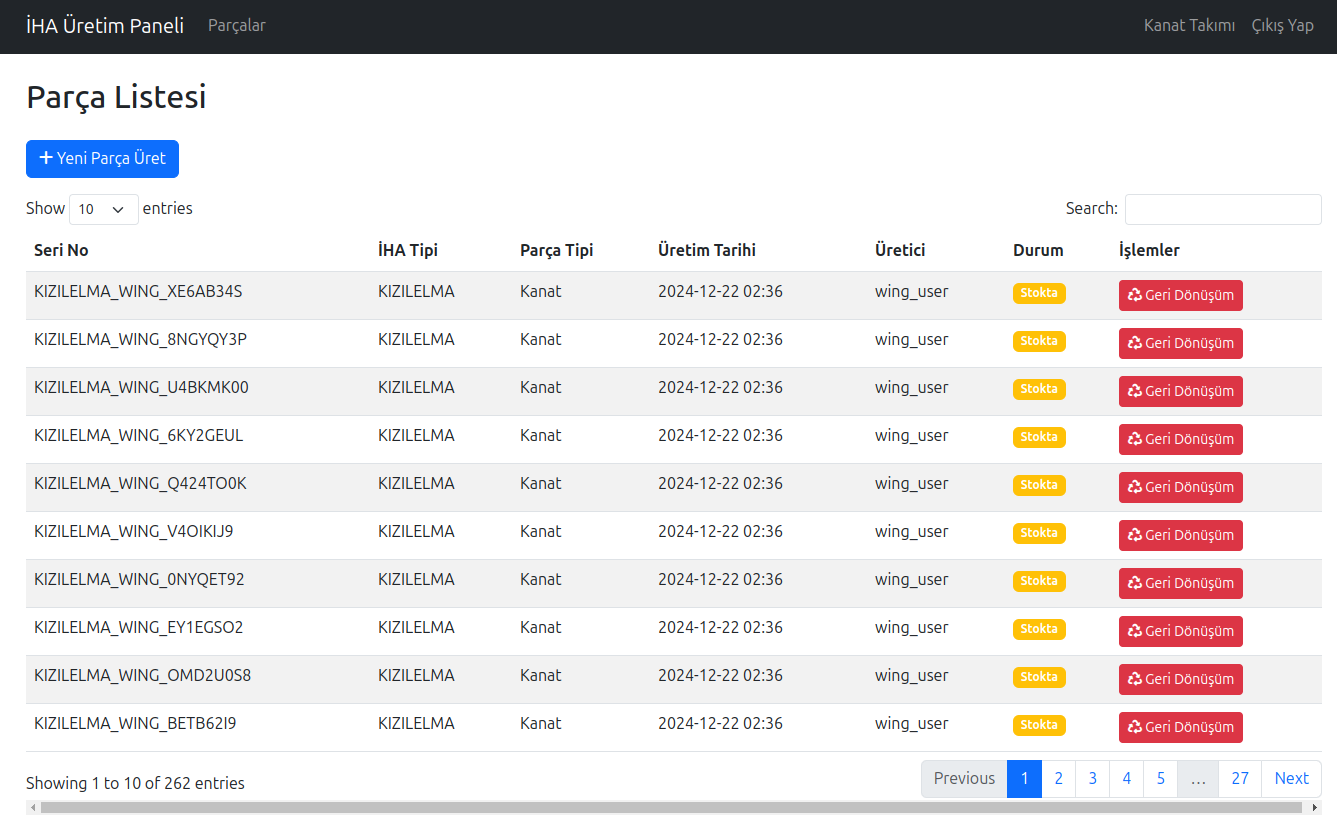 İHA Üretim Paneli Parçalar Kanat Takımı Çıkış Yap
Parça Listesi
Yeni Parça Üret
Show 10 entries Search:
Seri No İHA Tipi Parça Tipi Üretim Tarihi Üretici Durum İşlemler
KIZILELMA_WING_XE6AB34S KIZILELMA Kanat 2024-12-22 02:36 wing_user Stokta Geri Dönüşüm
KIZILELMA_WING_8NGYQY3P KIZILELMA Kanat 2024-12-22 02:36 wing_user Stokta Geri Dönüşüm
KIZILELMA_WING_U4BKMK00 KIZILELMA Kanat 2024-12-22 02:36 wing_user Stokta Geri Dönüşüm
KIZILELMA_WING_6KY2GEUL KIZILELMA Kanat 2024-12-22 02:36 wing_user Stokta Geri Dönüşüm
KIZILELMA_WING_Q424TO0K KIZILELMA Kanat 2024-12-22 02:36 wing_user Stokta Geri Dönüşüm
KIZILELMA_WING_V4OIKIJ9 KIZILELMA Kanat 2024-12-22 02:36 wing_user Stokta Geri Dönüşüm
KIZILELMA_WING_0NYQET92 KIZILELMA Kanat 2024-12-22 02:36 wing_user Stokta Geri Dönüşüm
KIZILELMA_WING_EY1EGSO2 KIZILELMA Kanat 2024-12-22 02:36 wing_user Stokta Geri Dönüşüm
KIZILELMA_WING_OMD2U0S8 KIZILELMA Kanat 2024-12-22 02:36 wing_user Stokta Geri Dönüşüm
KIZILELMA_WING_BETB62I9 KIZILELMA Kanat 2024-12-22 02:36 wing_user Stokta Geri Dönüşüm
Showing 1 to 10 of 262 entries Previous 1 2 3 4 5 … 27 Next